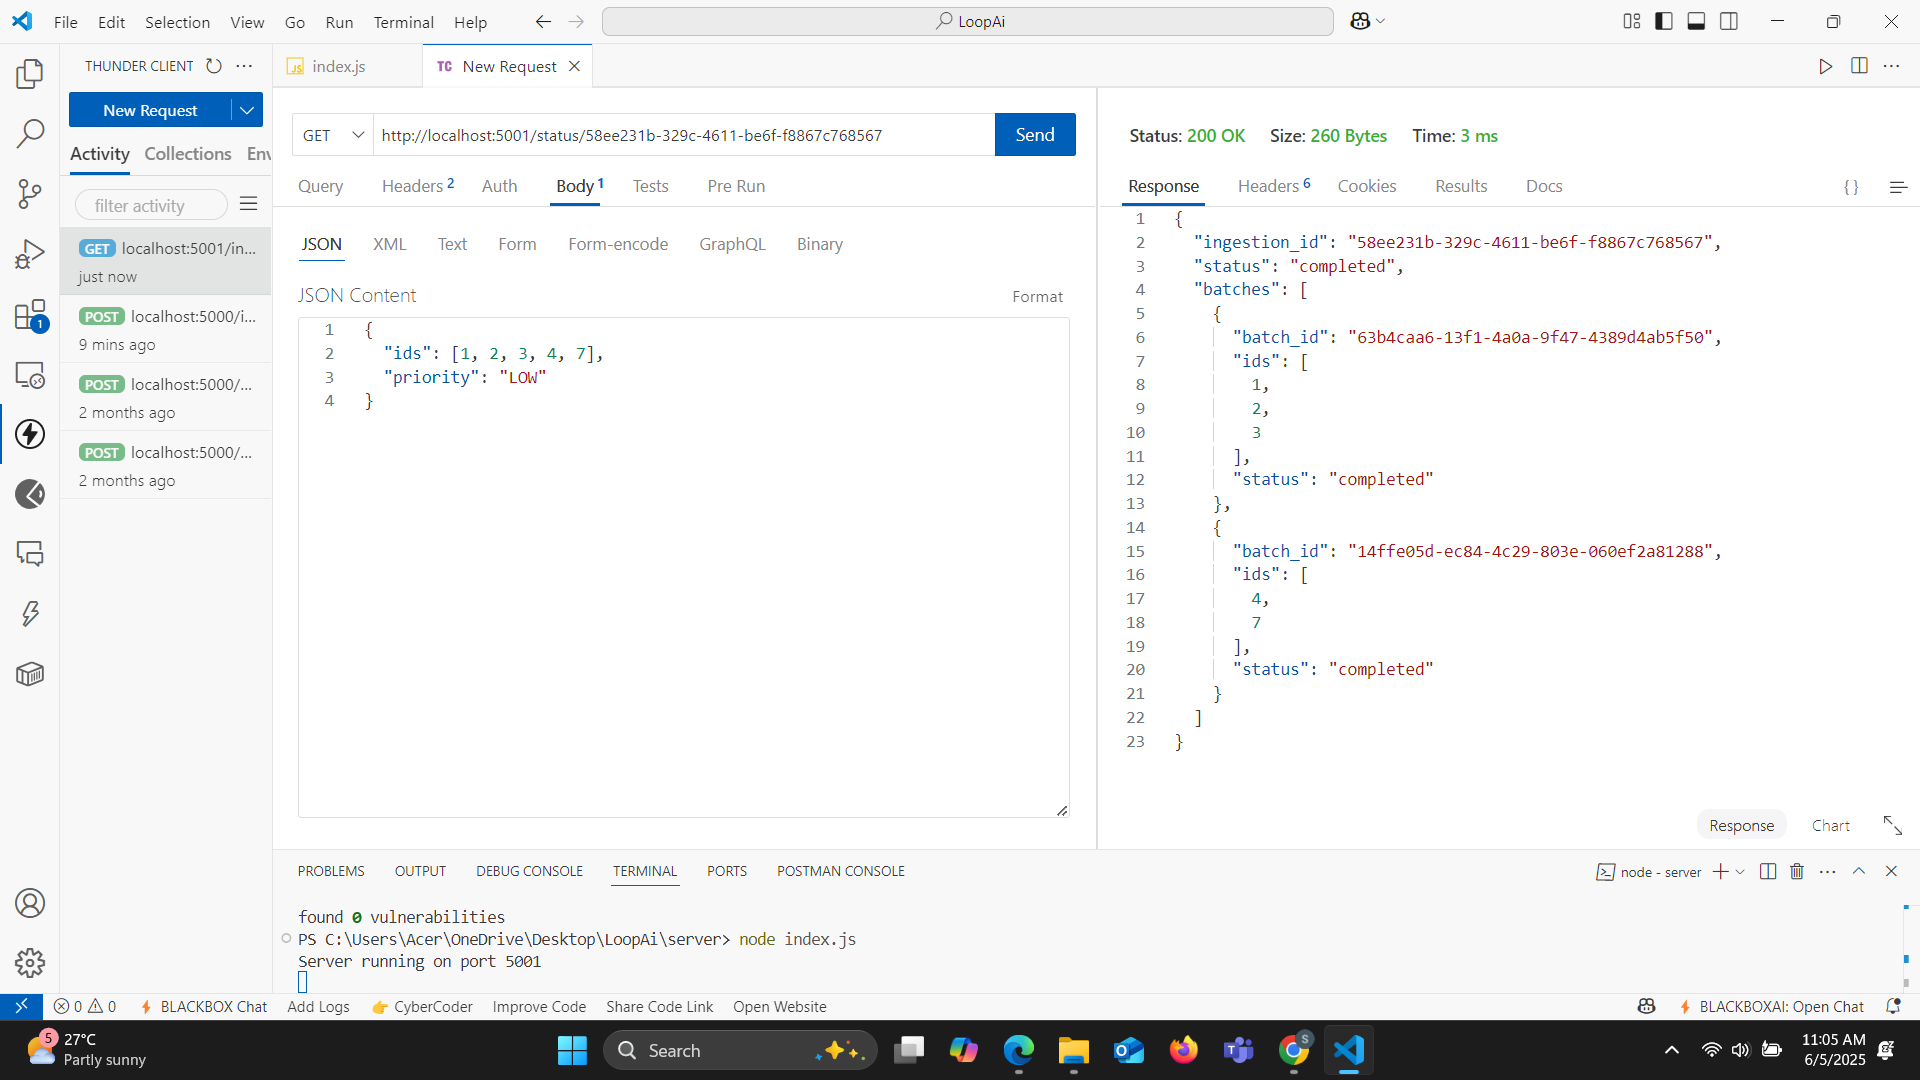 File Edit Selection View Go Run Terminal Help
LoopAi
THUNDER CLIENT
New Request
Activity Collections Env
filter activity
GET localhost:5001/in...
just now
POST localhost:5000/i...
9 mins ago
POST localhost:5000/...
2 months ago
POST localhost:5000/...
2 months ago
1
JS index.js
TC New Request
GET http://localhost:5001/status/58ee231b-329c-4611-be6f-f8867c768567 Send
Query Headers 2 Auth Body 1 Tests Pre Run
JSON XML Text Form Form-encode GraphQL Binary
JSON Content Format
1 {
2 "ids": [1, 2, 3, 4, 7],
3 "priority": "LOW"
4 }
Status: 200 OK Size: 260 Bytes Time: 3 ms
Response Headers 6 Cookies Results Docs { }
1 {
2 "ingestion_id": "58ee231b-329c-4611-be6f-f8867c768567",
3 "status": "completed",
4 "batches": [
5 {
6 "batch_id": "63b4caa6-13f1-4a0a-9f47-4389d4ab5f50",
7 "ids": [
8 1,
9 2,
10 3
11 ],
12 "status": "completed"
13 },
14 {
15 "batch_id": "14ffe05d-ec84-4c29-803e-060ef2a81288",
16 "ids": [
17 4,
18 7
19 ],
20 "status": "completed"
21 }
22 ]
23 }
Response Chart
PROBLEMS OUTPUT DEBUG CONSOLE TERMINAL PORTS POSTMAN CONSOLE
node - server
found 0 vulnerabilities
PS C:\Users\Acer\OneDrive\Desktop\LoopAi\server> node index.js
Server running on port 5001
0 0 BLACKBOX Chat Add Logs CyberCoder Improve Code Share Code Link Open Website
BLACKBOXAI: Open Chat
5 27°C
Partly sunny
Search
S
11:05 AM
6/5/2025